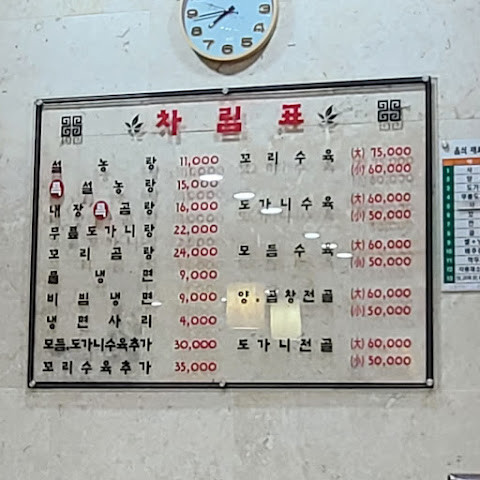 차림표
설농탕 11,000
특 설농탕 15,000
내장특곰탕 16,000
무릎도가니탕 22,000
꼬리곰탕 24,000
물냉면 9,000
비빔냉면 9,000
냉면사리 4,000
모듬.도가니수육추가 30,000
꼬리수육추가 35,000
꼬리수육 (大) 75,000
(小) 60,000
도가니수육 (大) 60,000
(小) 50,000
모듬수육 (大) 60,000
(小) 50,000
양.곱창전골 (大) 60,000
(小) 50,000
도가니전골 (大) 60,000
(小) 50,000
음식 재료